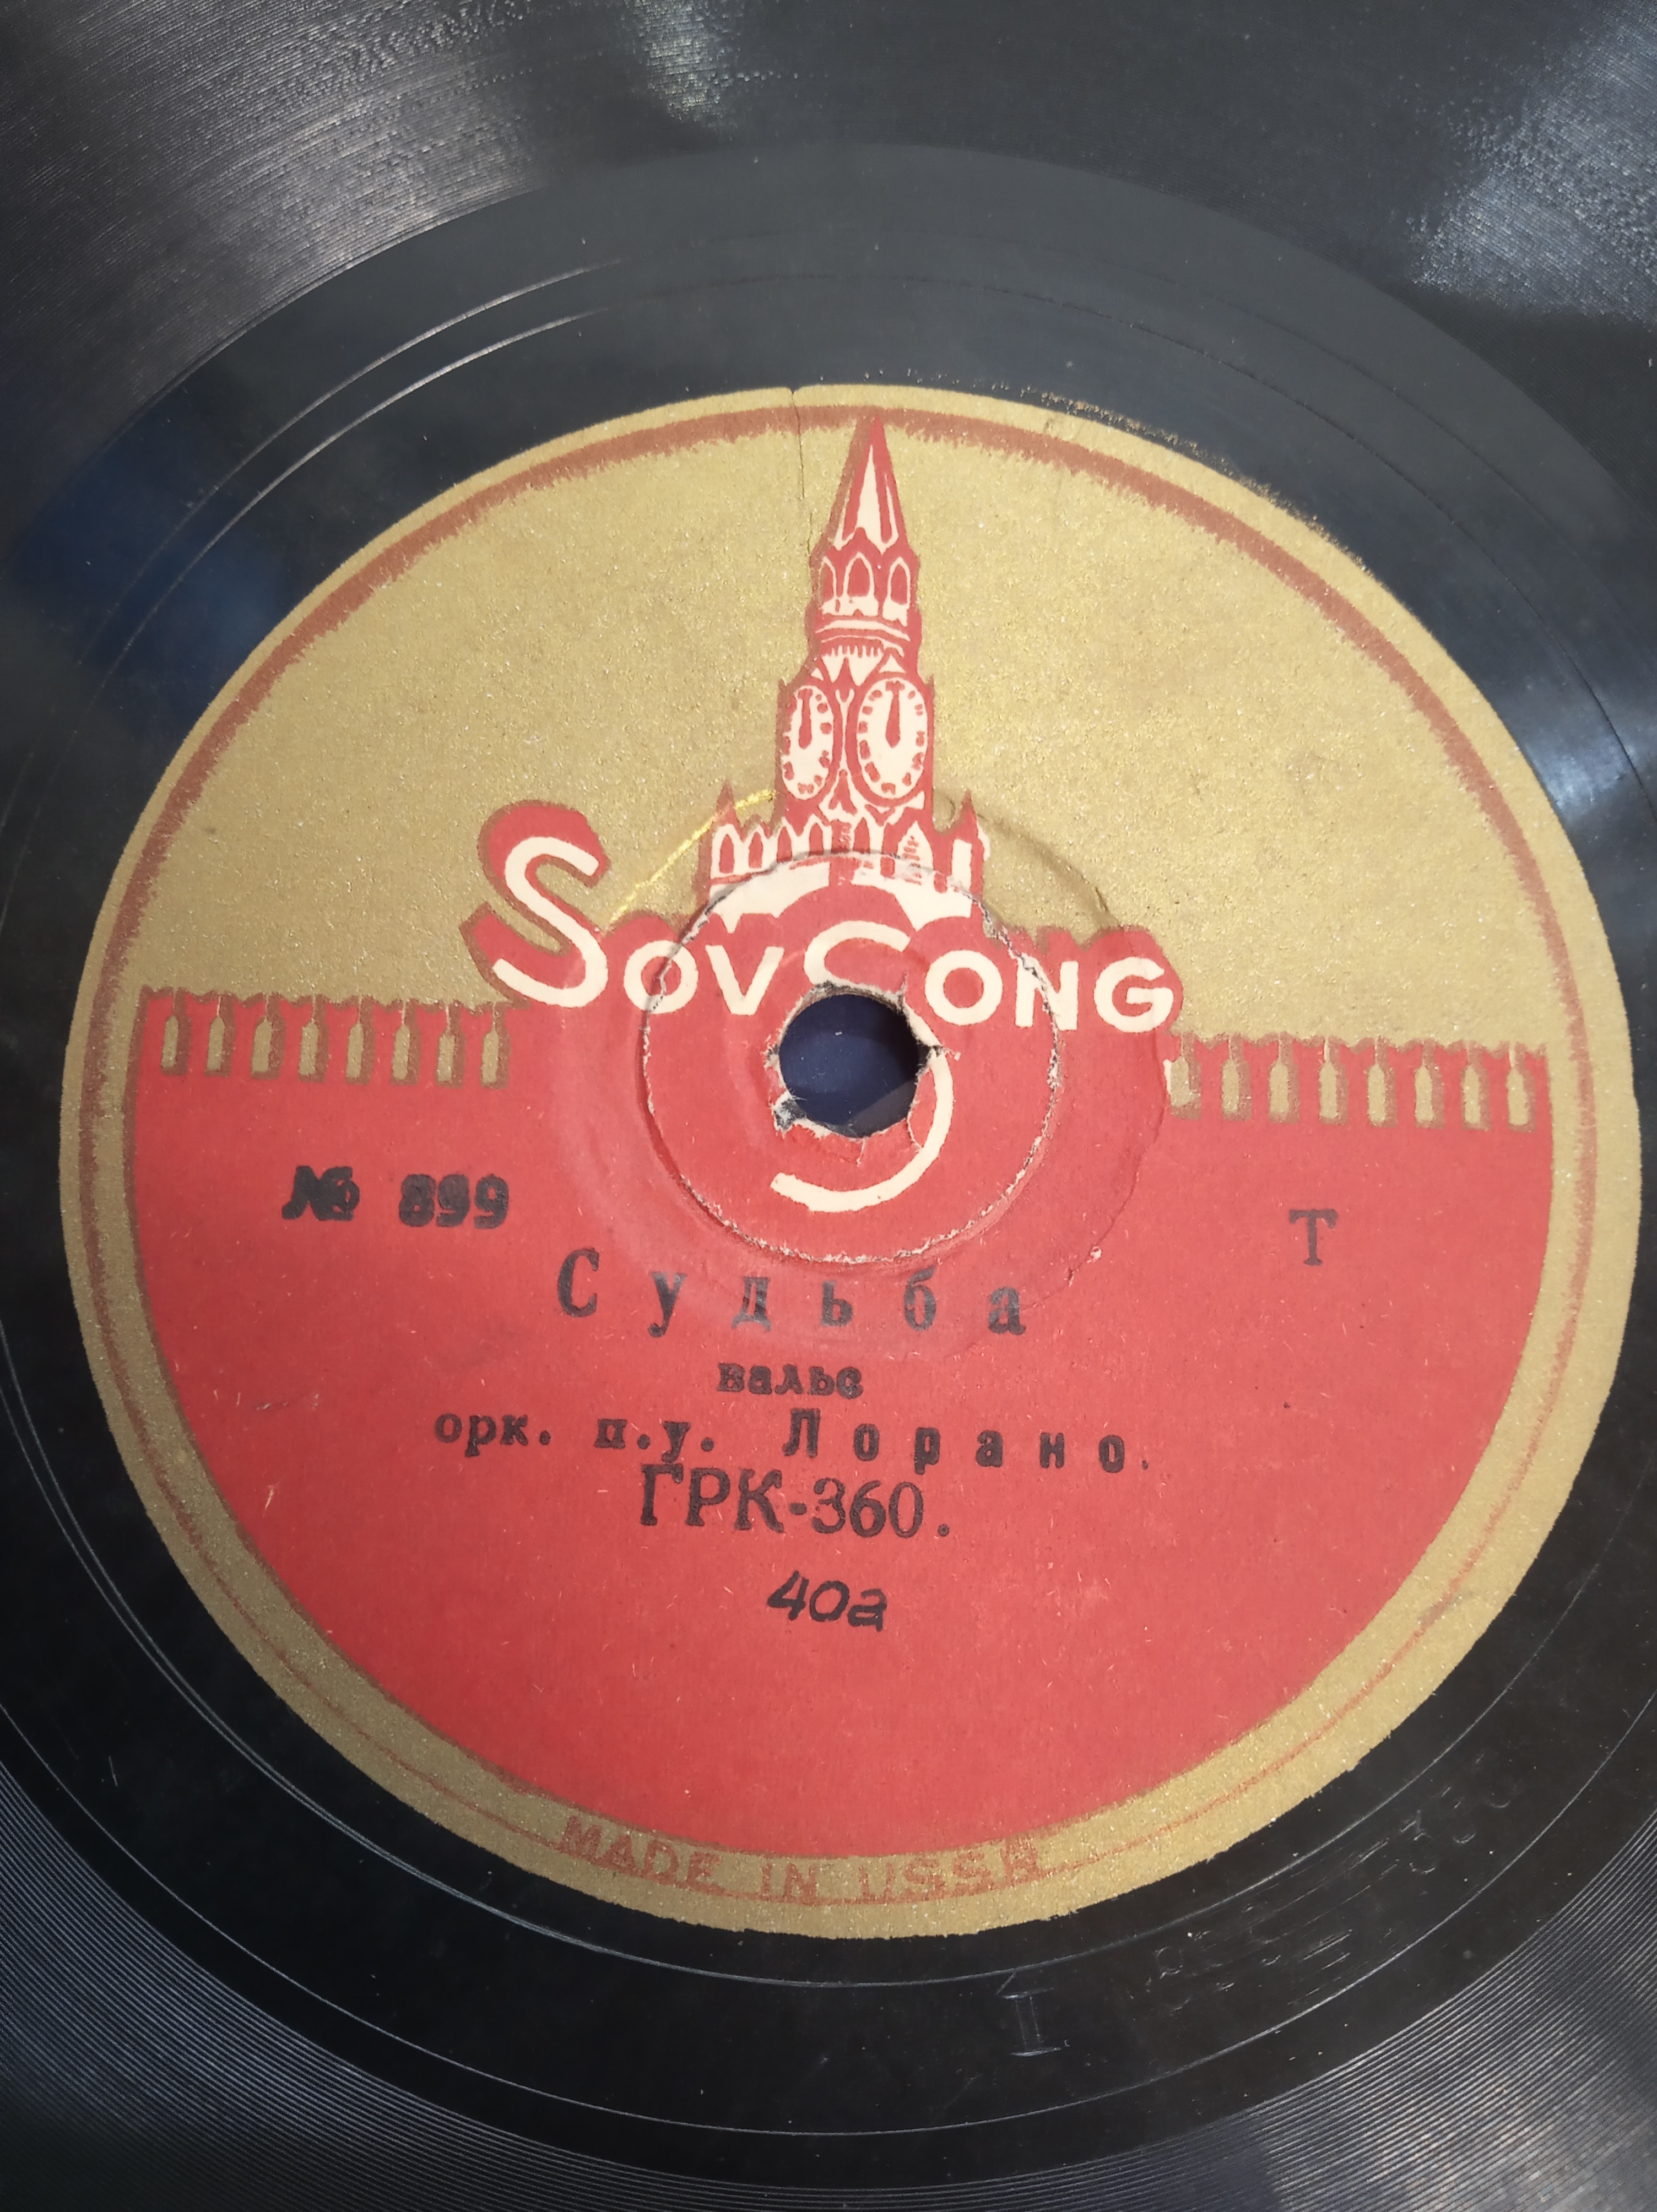 SovSong
№ 899
Т
Судьба
вальс
орк. п.у. Лорано.
ГРК-360.
40а
MADE IN USSR